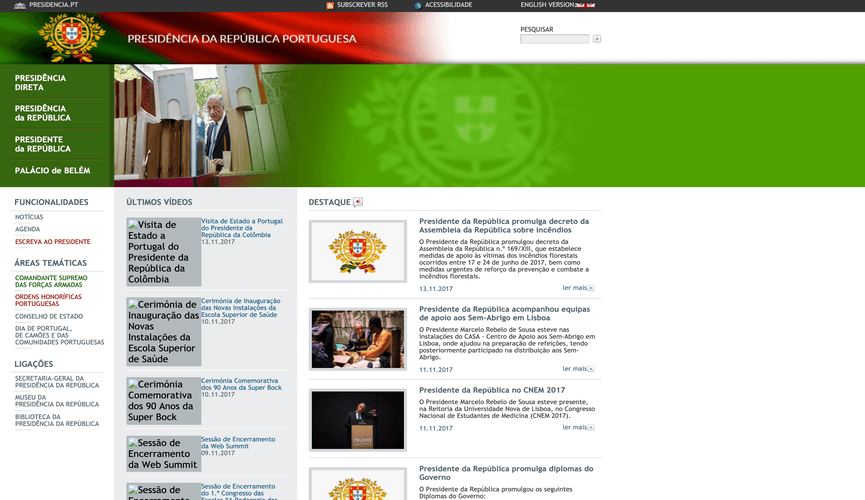 PRESIDENCIA.PT
SUBSCREVER RSS
ACESSIBILIDADE
ENGLISH VERSION
PRESIDÊNCIA DA REPÚBLICA PORTUGUESA
PESQUISAR
PRESIDÊNCIA
DIRETA
PRESIDÊNCIA
da REPÚBLICA
PRESIDENTE
da REPÚBLICA
PALÁCIO de BELÉM
FUNCIONALIDADES
NOTÍCIAS
AGENDA
ESCREVA AO PRESIDENTE
ÁREAS TEMÁTICAS
COMANDANTE SUPREMO
DAS FORÇAS ARMADAS
ORDENS HONORÍFICAS
PORTUGUESAS
CONSELHO DE ESTADO
DIA DE PORTUGAL,
DE CAMÕES E DAS
COMUNIDADES PORTUGUESAS
LIGAÇÕES
SECRETARIA-GERAL DA
PRESIDÊNCIA DA REPÚBLICA
MUSEU DA
PRESIDÊNCIA DA REPÚBLICA
BIBLIOTECA DA
PRESIDÊNCIA DA REPÚBLICA
ÚLTIMOS VÍDEOS
Visita de
Estado a
Portugal do
Presidente da
República da
Colômbia
Visita de Estado a Portugal
do Presidente da
República da Colômbia
13.11.2017
Cerimónia de
Inauguração das
Novas
Instalações da
Escola Superior
de Saúde
Cerimónia de Inauguração
das Novas Instalações da
Escola Superior de Saúde
10.11.2017
Cerimónia
Comemorativa
dos 90 Anos da
Super Bock
Cerimónia Comemorativa
dos 90 Anos da Super Bock
10.11.2017
Sessão de
Encerramento
da Web Summit
Sessão de Encerramento
da Web Summit
09.11.2017
Sessão de
Encerramento
Sessão de Encerramento
do 1.º Congresso das
DESTAQUE
Presidente da República promulga decreto da
Assembleia da República sobre incêndios
O Presidente da República promulgou decreto da
Assembleia da República n.º 169/XIII, que estabelece
medidas de apoio às vítimas dos incêndios florestais
ocorridos entre 17 e 24 de junho de 2017, bem como
medidas urgentes de reforço da prevenção e combate a
incêndios florestais.
13.11.2017
ler mais
Presidente da República acompanhou equipas
de apoio aos Sem-Abrigo em Lisboa
O Presidente Marcelo Rebelo de Sousa esteve nas
instalações do CASA - Centro de Apoio aos Sem-Abrigo em
Lisboa, onde ajudou na preparação de refeições, tendo
posteriormente participado na distribuição aos Sem-
Abrigo.
11.11.2017
ler mais
Presidente da República no CNEM 2017
O Presidente Marcelo Rebelo de Sousa esteve presente,
na Reitoria da Universidade Nova de Lisboa, no Congresso
Nacional de Estudantes de Medicina (CNEM 2017).
11.11.2017
ler mais
Presidente da República promulga diplomas do
Governo
O Presidente da República promulgou os seguintes
Diplomas do Governo: